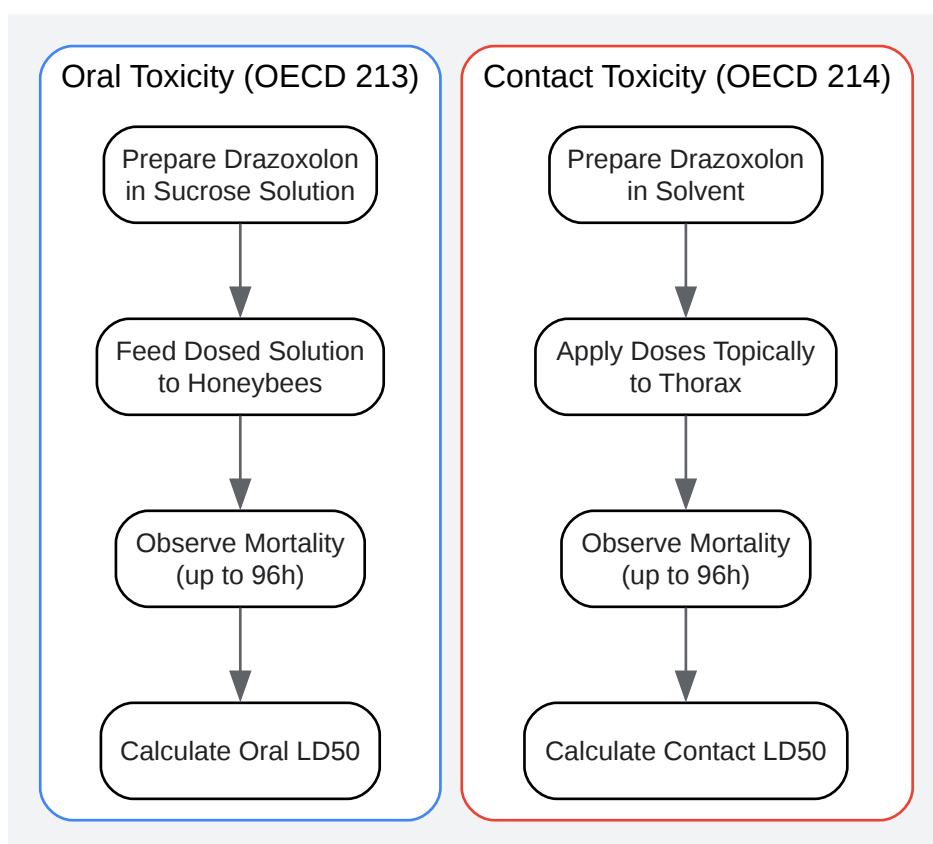 Oral Toxicity (OECD 213)
Prepare Drazoxolon
in Sucrose Solution
Feed Dosed Solution
to Honeybees
Observe Mortality
(up to 96h)
Calculate Oral LD50
Contact Toxicity (OECD 214)
Prepare Drazoxolon
in Solvent
Apply Doses Topically
to Thorax
Observe Mortality
(up to 96h)
Calculate Contact LD50